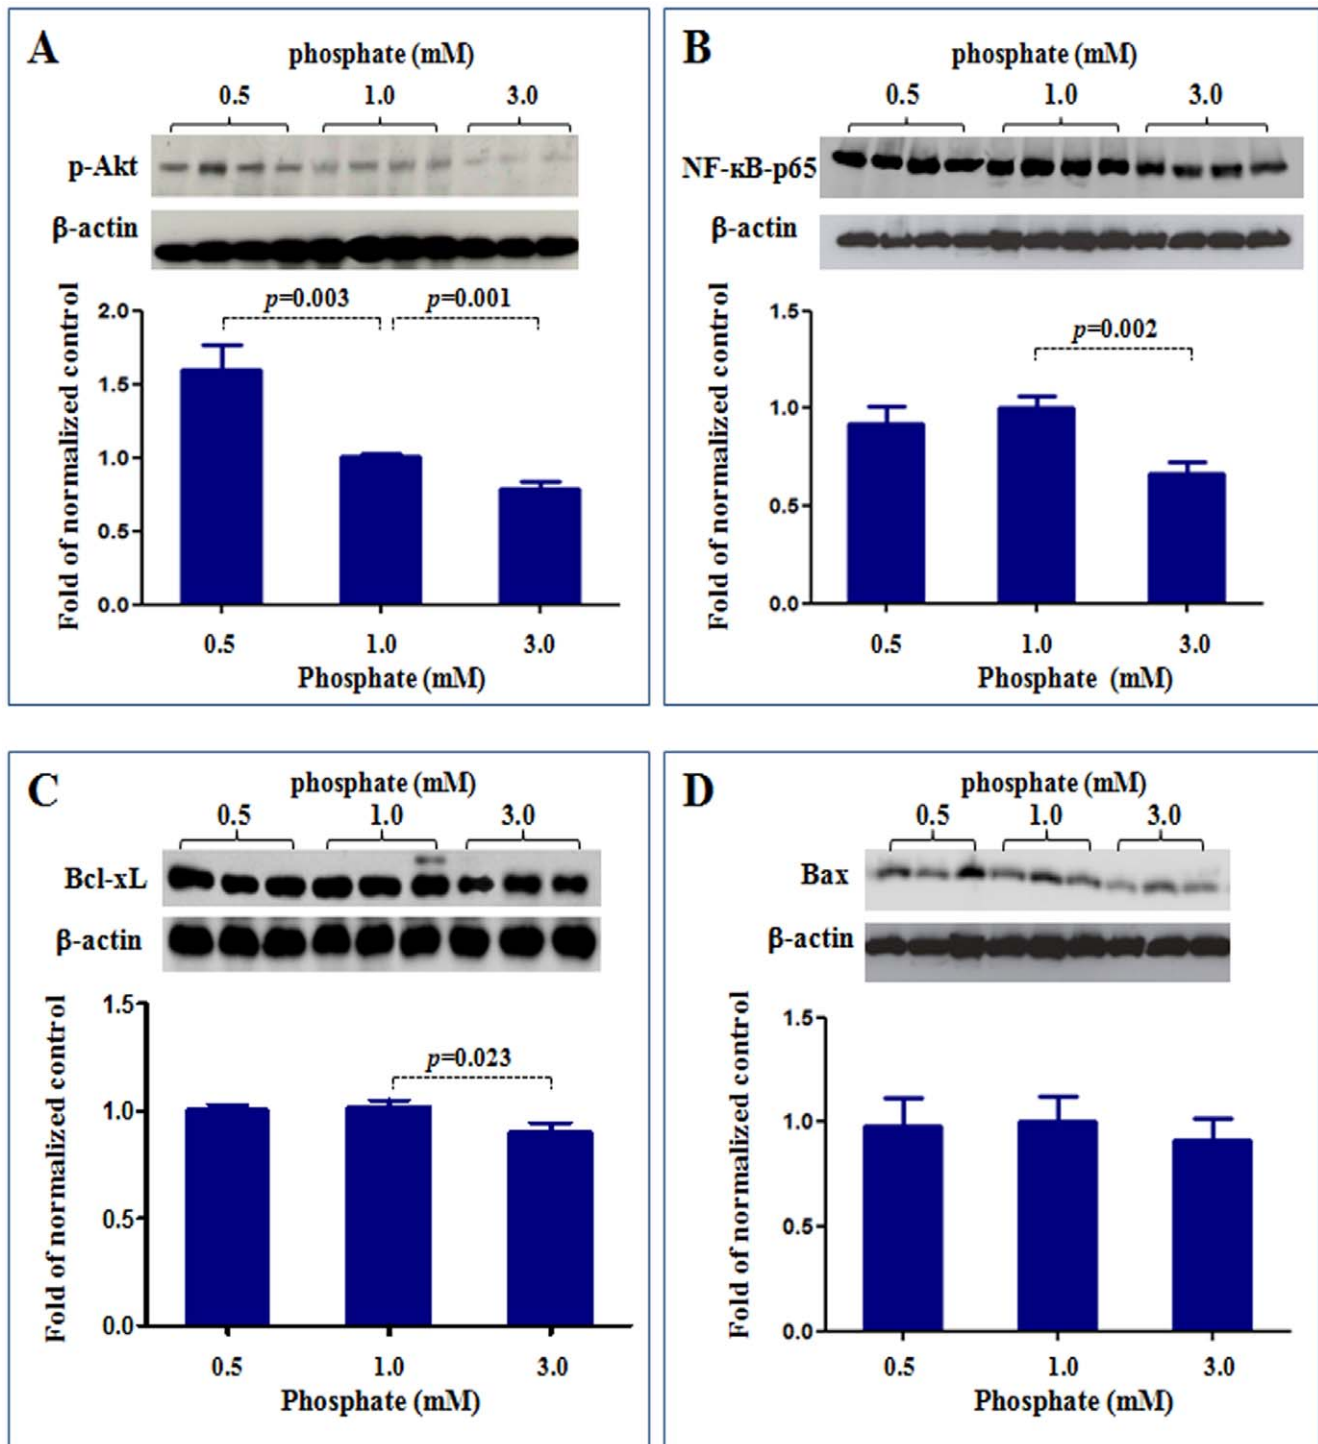 A
phosphate (mM)
0.5 1.0 3.0
p-Akt
β-actin
p=0.003 p=0.001
2.0
1.5
1.0
0.5
0.0
Fold of normalized control
0.5 1.0 3.0
Phosphate (mM)
B
phosphate (mM)
0.5 1.0 3.0
NF-κB-p65
β-actin
p=0.002
1.5
1.0
0.5
0.0
Fold of normalized control
0.5 1.0 3.0
Phosphate (mM)
C
phosphate (mM)
0.5 1.0 3.0
Bcl-xL
β-actin
p=0.023
1.5
1.0
0.5
0.0
Fold of normalized control
0.5 1.0 3.0
Phosphate (mM)
D
phosphate (mM)
0.5 1.0 3.0
Bax
β-actin
1.5
1.0
0.5
0.0
Fold of normalized control
0.5 1.0 3.0
Phosphate (mM)